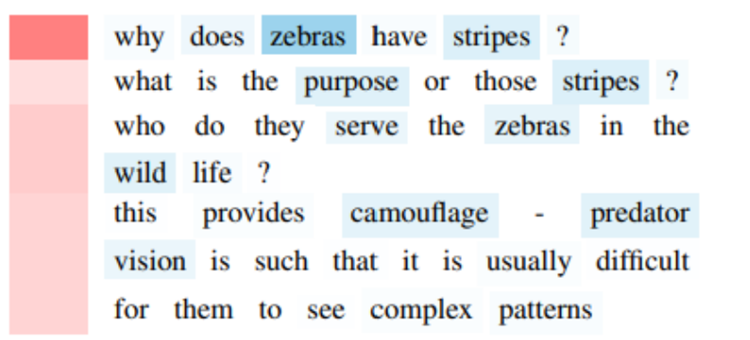 why does zebras have stripes ?
what is the purpose or those stripes ?
who do they serve the zebras in the
wild life ?
this provides camouflage - predator
vision is such that it is usually difficult
for them to see complex patterns